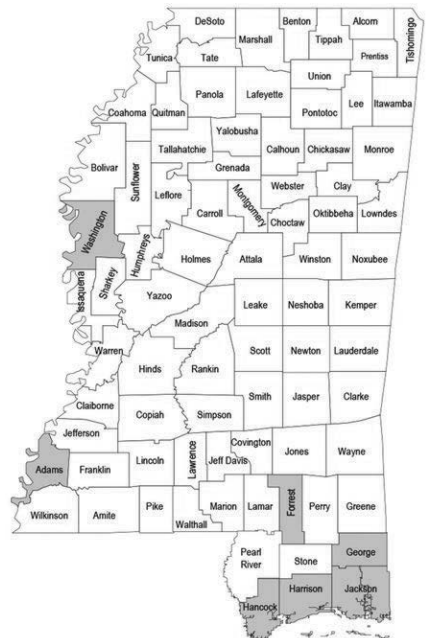 DeSoto
Benton
Alcorn
Tishomingo
Marshall
Tippah
Prentiss
Tunica
Tate
Union
Panola
Lafayette
Lee
Itawamba
Coahoma
Quitman
Pontotoc
Yalobusha
Tallahatchie
Calhoun
Chickasaw
Monroe
Bolivar
Sunflower
Grenada
Leflore
Webster
Clay
Carroll
Montgomery
Choctaw
Oktibbeha
Lowndes
Washington
Humphreys
Holmes
Attala
Winston
Noxubee
Issaquena
Sharkey
Yazoo
Leake
Neshoba
Kemper
Madison
Warren
Scott
Newton
Lauderdale
Hinds
Rankin
Smith
Jasper
Clarke
Claiborne
Copiah
Simpson
Jefferson
Covington
Lincoln
Lawrence
Jeff Davis
Jones
Wayne
Adams
Franklin
Wilkinson
Amite
Pike
Walthall
Marion
Lamar
Forrest
Perry
Greene
Pearl
River
Stone
George
Hancock
Harrison
Jackson